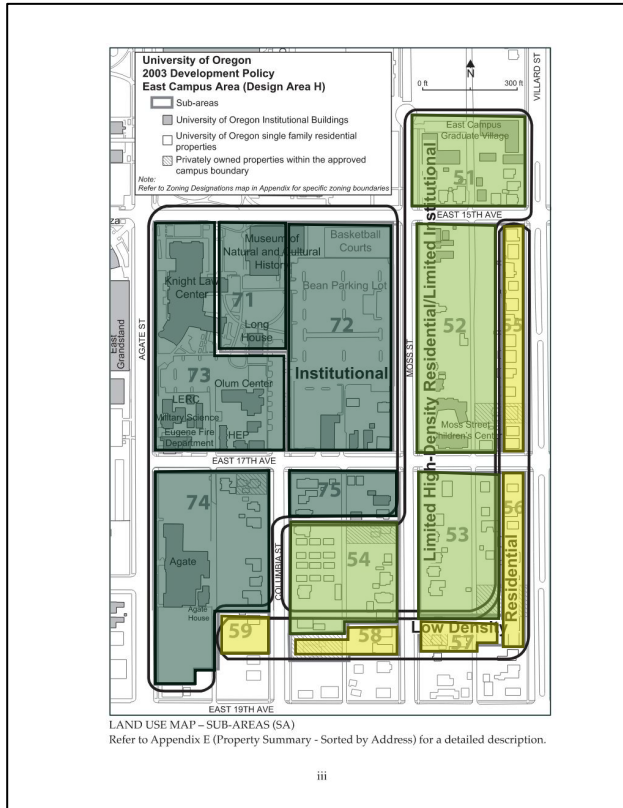 University of Oregon
2003 Development Policy
East Campus Area (Design Area H)
Sub-areas
University of Oregon Institutional Buildings
University of Oregon single family residential
properties
Privately owned properties within the approved
campus boundary
Note:
Refer to Zoning Designations map in Appendix for specific zoning boundaries
N
0 ft
300 ft
VILLARD ST
East Campus
Graduate Village
51
EAST 15TH AVE
Museum of
Natural and Cultural
History
Basketball
Courts
Knight Law
Center
71
Bean Parking Lot
72
52
55
East
Grandstand
AGATE ST
MOSS ST
Long
House
73
Olum Center
Institutional
Limited High-Density Residential/Limited Institutional
LERC
Military Science
Eugene Fire
Department
HEP
Moss Street
Children's Center
EAST 17TH AVE
74
75
56
53
54
COLUMBIA ST
Agate
Agate
House
Low Density
Residential
59
58
57
EAST 19TH AVE
LAND USE MAP – SUB-AREAS (SA)
Refer to Appendix E (Property Summary - Sorted by Address) for a detailed description.
iii